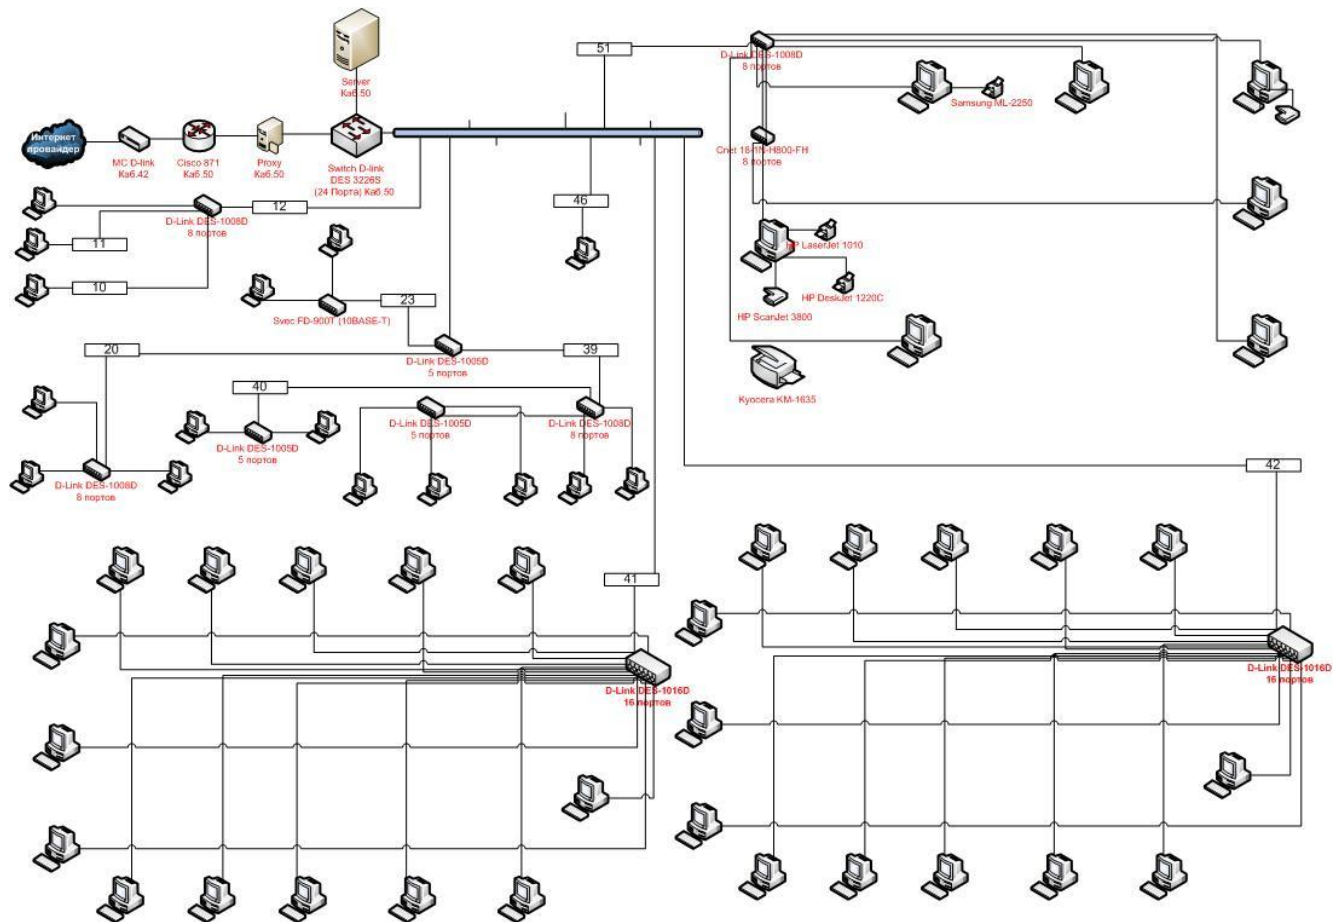 Server
Каб.50
Интернет
провайдер
MC D-link
Каб.42
Cisco 871
Каб.50
Proxy
Каб.50
Switch D-link
DES 3226S
(24 Порта) Каб.50
51
D-Link DES-1008D
8 портов
Samsung ML-2250
Cnet 16-1N-H800-FH
8 портов
12
D-Link DES-1008D
8 портов
11
10
46
HP LaserJet 1010
HP DeskJet 1220C
HP ScanJet 3800
Kyocera KM-1635
23
Svec FD-900T (10BASE-T)
20
D-Link DES-1005D
5 портов
39
40
D-Link DES-1005D
5 портов
D-Link DES-1005D
5 портов
D-Link DES-1008D
8 портов
D-Link DES-1008D
8 портов
42
41
D-Link DES-1016D
16 портов
D-Link DES-1016D
16 портов